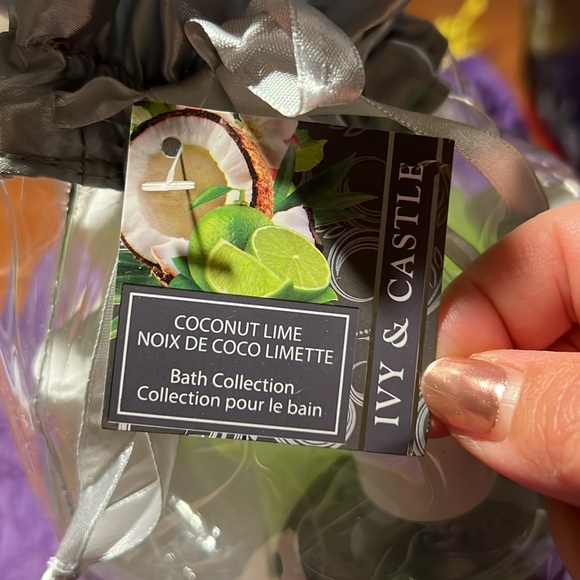 COCONUT LIME
NOIX DE COCO LIMETTE
Bath Collection
Collection pour le bain
IVY & CASTLE